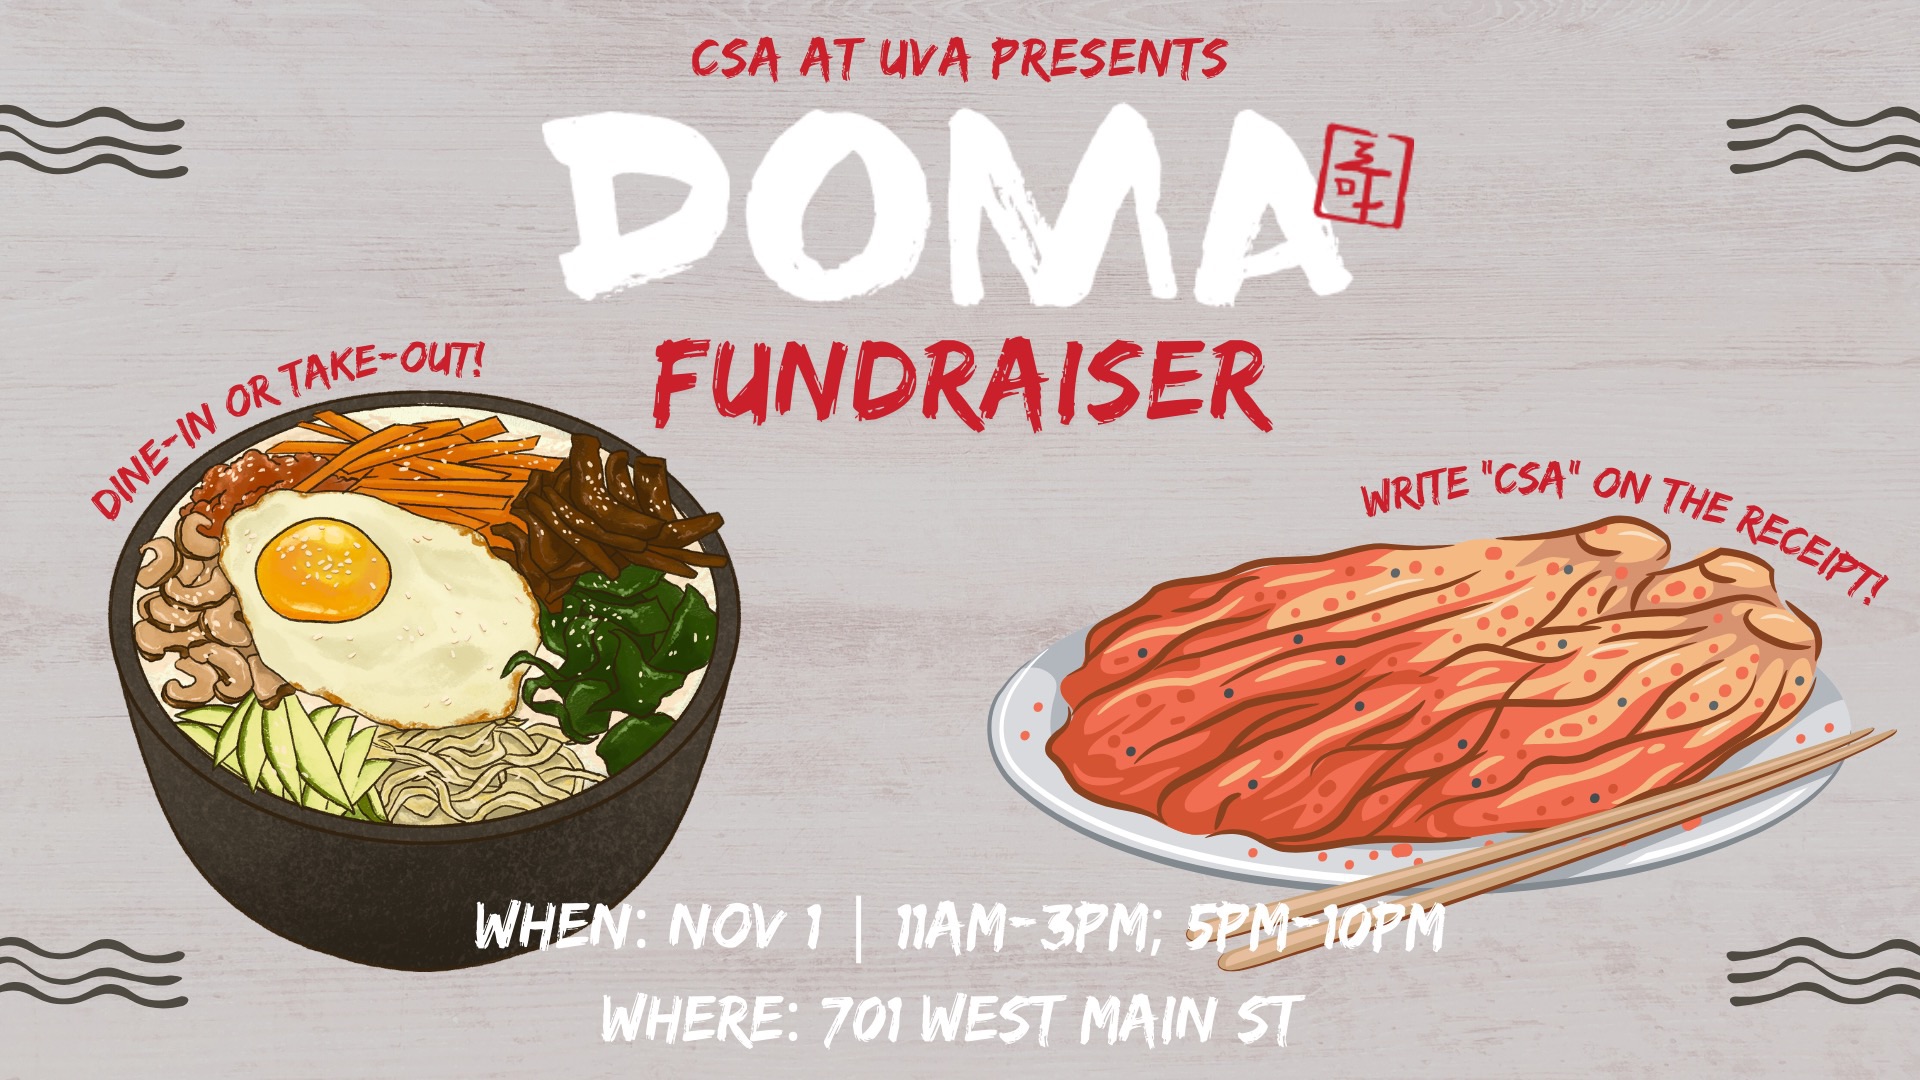 CSA AT UVA PRESENTS
DOMA
FUNDRAISER
DINE-IN OR TAKE-OUT!
WRITE "CSA" ON THE RECEIPT!
WHEN: NOV 1 | 11AM-3PM; 5PM-10PM
WHERE: 701 WEST MAIN ST